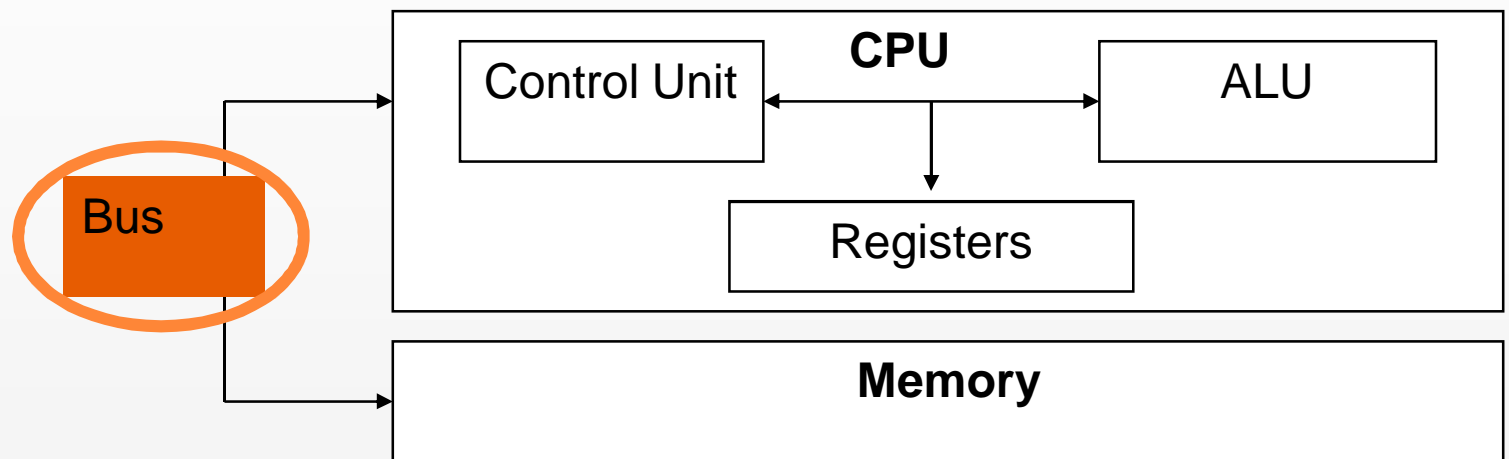 CPU
Control Unit
ALU
Bus
Registers
Memory